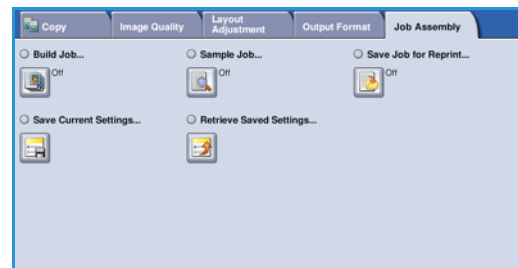 Copy
Image Quality
Layout
Adjustment
Output Format
Job Assembly
Build Job...
Off
Sample Job...
Off
Save Job for Reprint...
Off
Save Current Settings...
Retrieve Saved Settings...